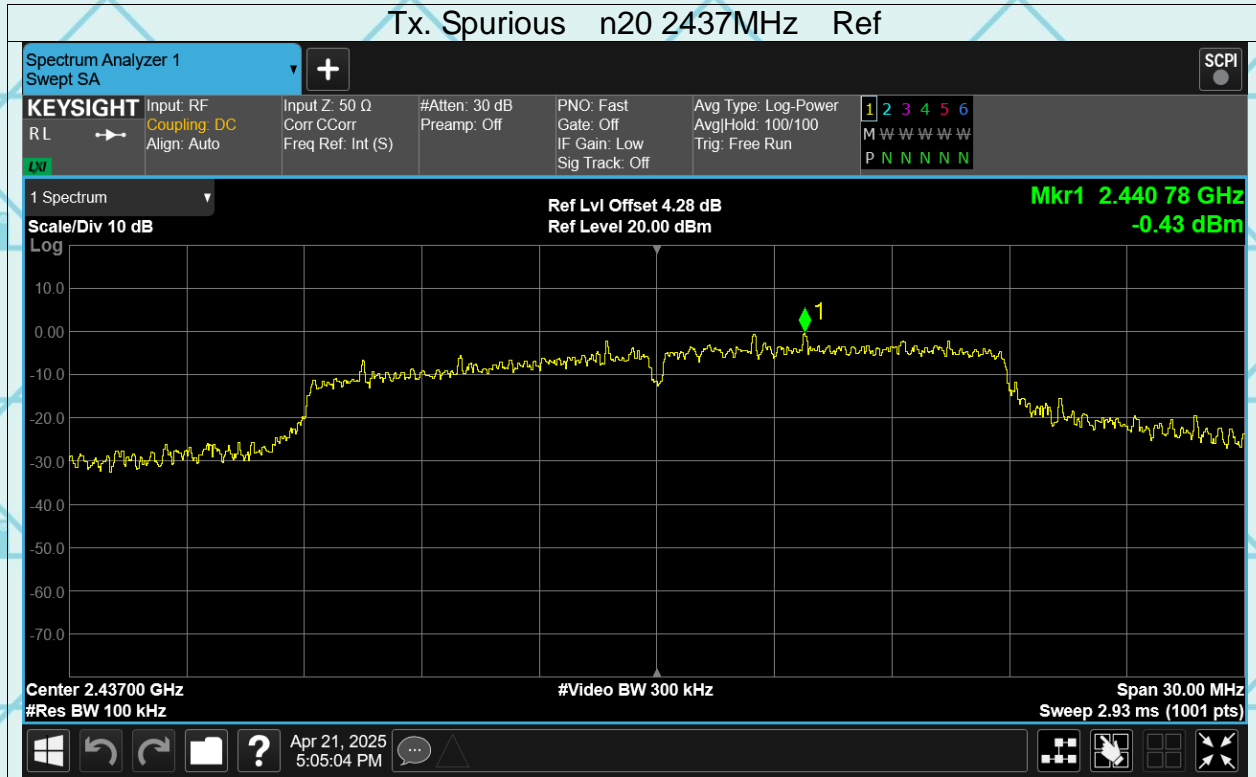 Tx. Spurious n20 2437MHz Ref
Spectrum Analyzer 1
Swept SA
+
SCPI
KEYSIGHT
RL
LXI
Input: RF
Coupling: DC
Align: Auto
Input Z: 50 Ω
Corr CCorr
Freq Ref: Int (S)
#Atten: 30 dB
Preamp: Off
PNO: Fast
Gate: Off
IF Gain: Low
Sig Track: Off
Avg Type: Log-Power
Avg|Hold: 100/100
Trig: Free Run
1 2 3 4 5 6
M W W W W W
P N N N N N
1 Spectrum
Scale/Div 10 dB
Ref Lvl Offset 4.28 dB
Ref Level 20.00 dBm
Mkr1 2.440 78 GHz
-0.43 dBm
Log
10.0
0.00
-10.0
-20.0
-30.0
-40.0
-50.0
-60.0
-70.0
1
Center 2.43700 GHz
#Video BW 300 kHz
Span 30.00 MHz
#Res BW 100 kHz
Sweep 2.93 ms (1001 pts)
?
Apr 21, 2025
5:05:04 PM